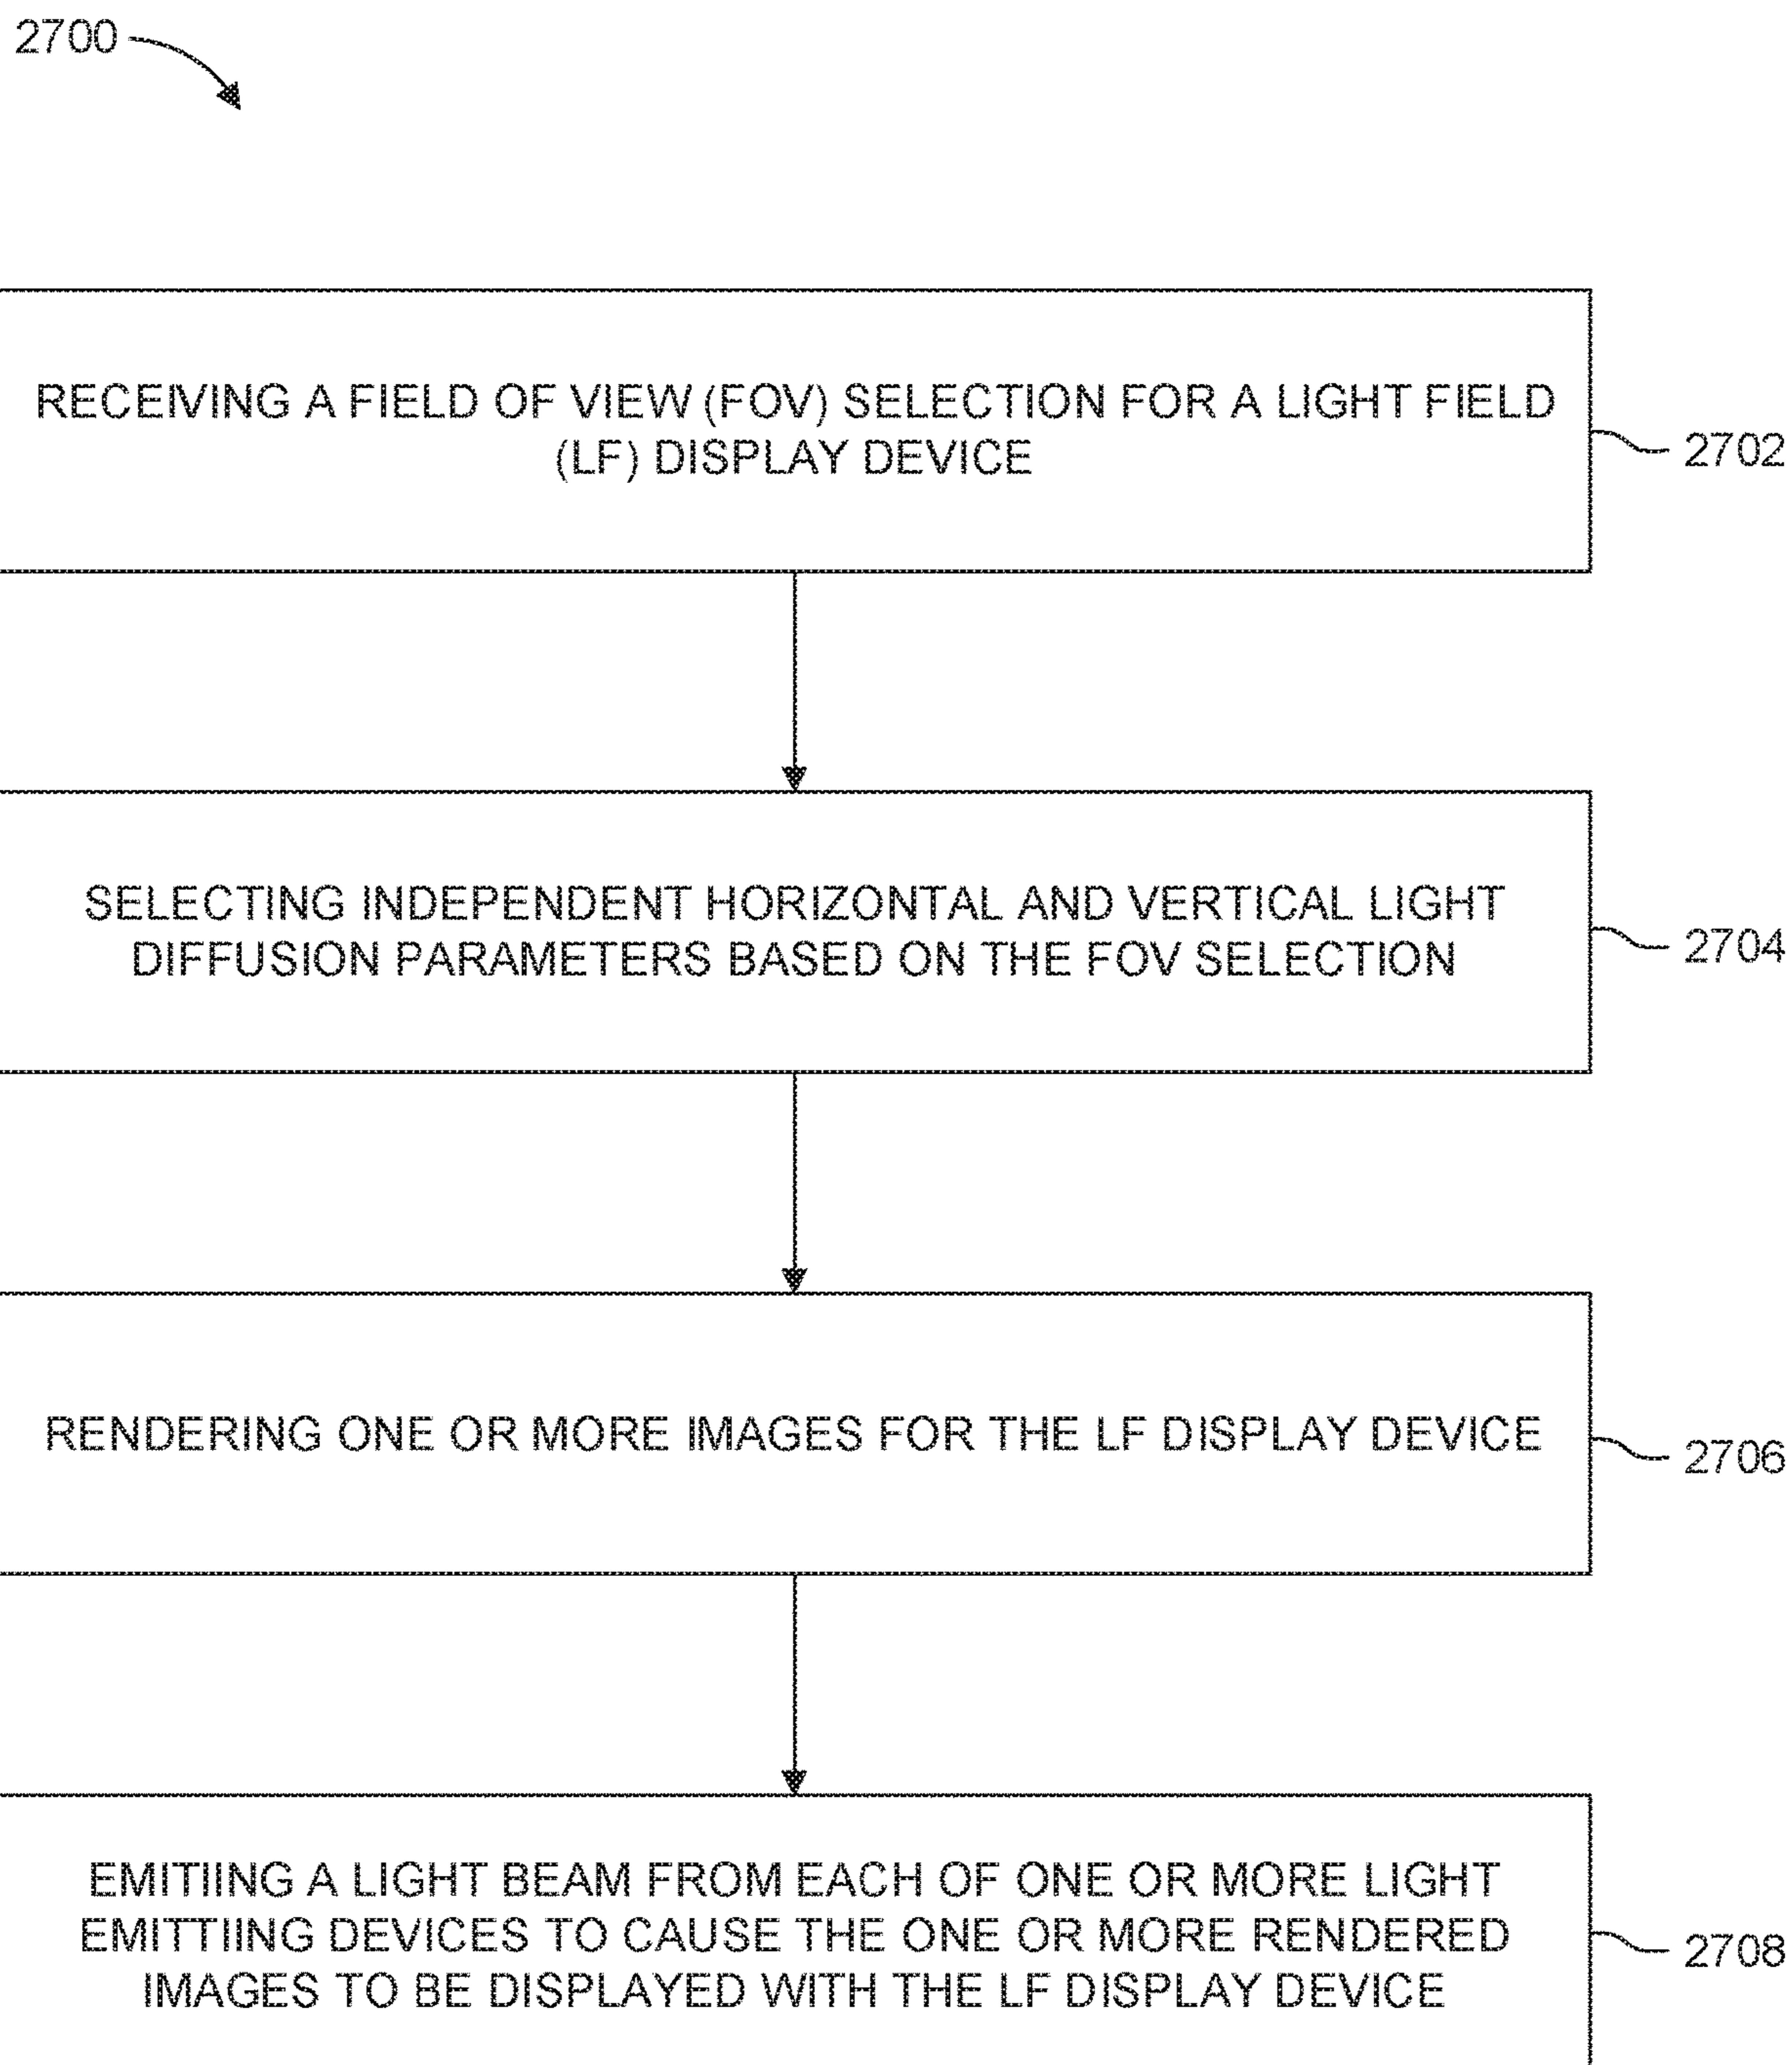 2700
RECEIVING A FIELD OF VIEW (FOV) SELECTION FOR A LIGHT FIELD
(LF) DISPLAY DEVICE
2702
SELECTING INDEPENDENT HORIZONTAL AND VERTICAL LIGHT
DIFFUSION PARAMETERS BASED ON THE FOV SELECTION
2704
RENDERING ONE OR MORE IMAGES FOR THE LF DISPLAY DEVICE
2706
EMITIING A LIGHT BEAM FROM EACH OF ONE OR MORE LIGHT
EMITTIING DEVICES TO CAUSE THE ONE OR MORE RENDERED
IMAGES TO BE DISPLAYED WITH THE LF DISPLAY DEVICE
2708